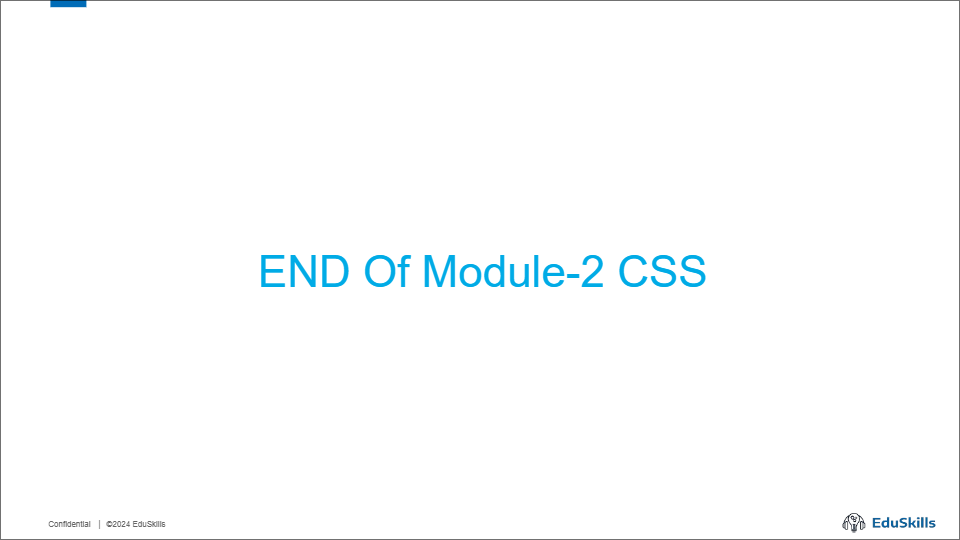 END Of Module-2 CSS
Confidential | ©2024 EduSkills
EduSkills